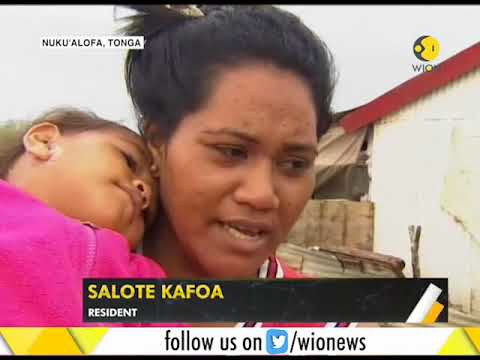 NUKU'ALOFA, TONGA
WION
SALOTE KAFOA
RESIDENT
follow us on /wionews